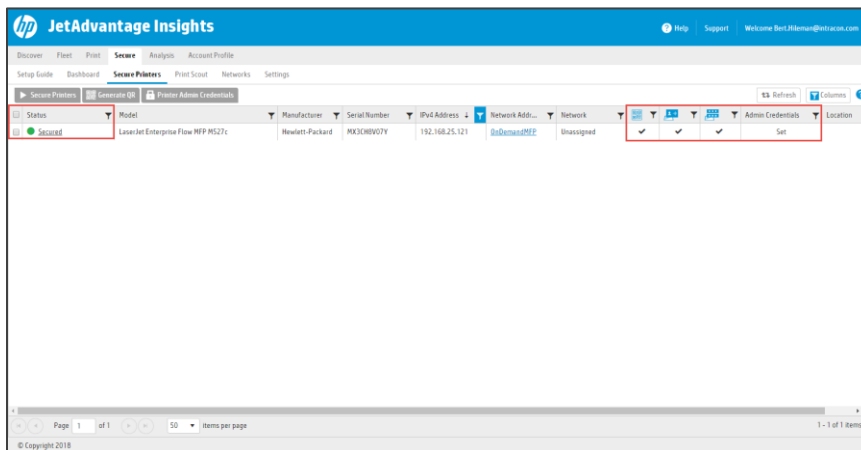 hp JetAdvantage Insights
Help Support Welcome Bert.Hileman@intracon.com
Discover Fleet Print Secure Analysis Account Profile
Setup Guide Dashboard Secure Printers Print Scout Networks Settings
Secure Printers Generate QR Printer Admin Credentials Refresh Columns
Status Model Manufacturer Serial Number IPv4 Address Network Addr... Network Admin Credentials Location
Secured LaserJet Enterprise Flow MFP M527c Hewlett-Packard MX3CH8V07Y 192.168.25.121 OnDemandMFP Unassigned ✔ ✔ ✔ Set
Page 1 of 1 50 items per page 1 - 1 of 1 items
© Copyright 2018